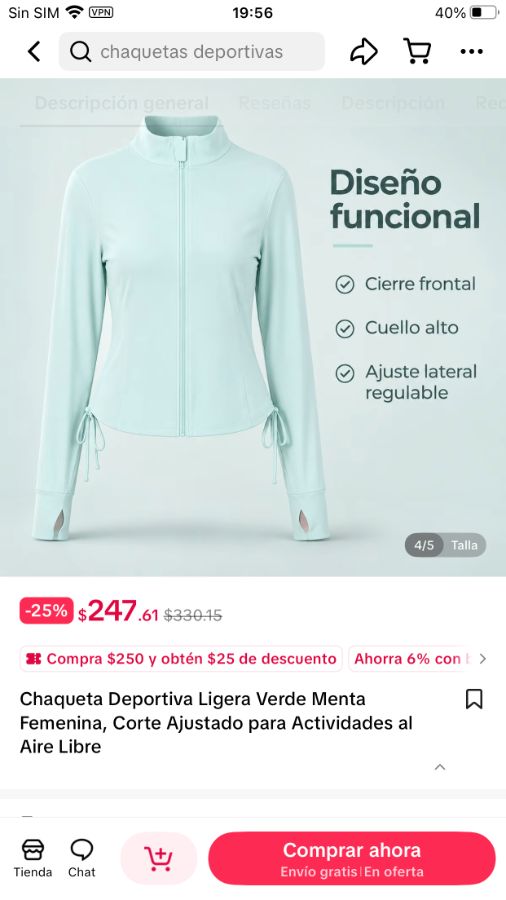 Sin SIM VPN 19:56 40%
chaquetas deportivas
Descripción general Reseñas Descripción Rec
Diseño
funcional
Cierre frontal
Cuello alto
Ajuste lateral
regulable
4/5 Talla
-25% $247.61 $330.15
Compra $250 y obtén $25 de descuento Ahorra 6% con
Chaqueta Deportiva Ligera Verde Menta
Femenina, Corte Ajustado para Actividades al
Aire Libre
Tienda Chat Comprar ahora
Envío gratis | En oferta